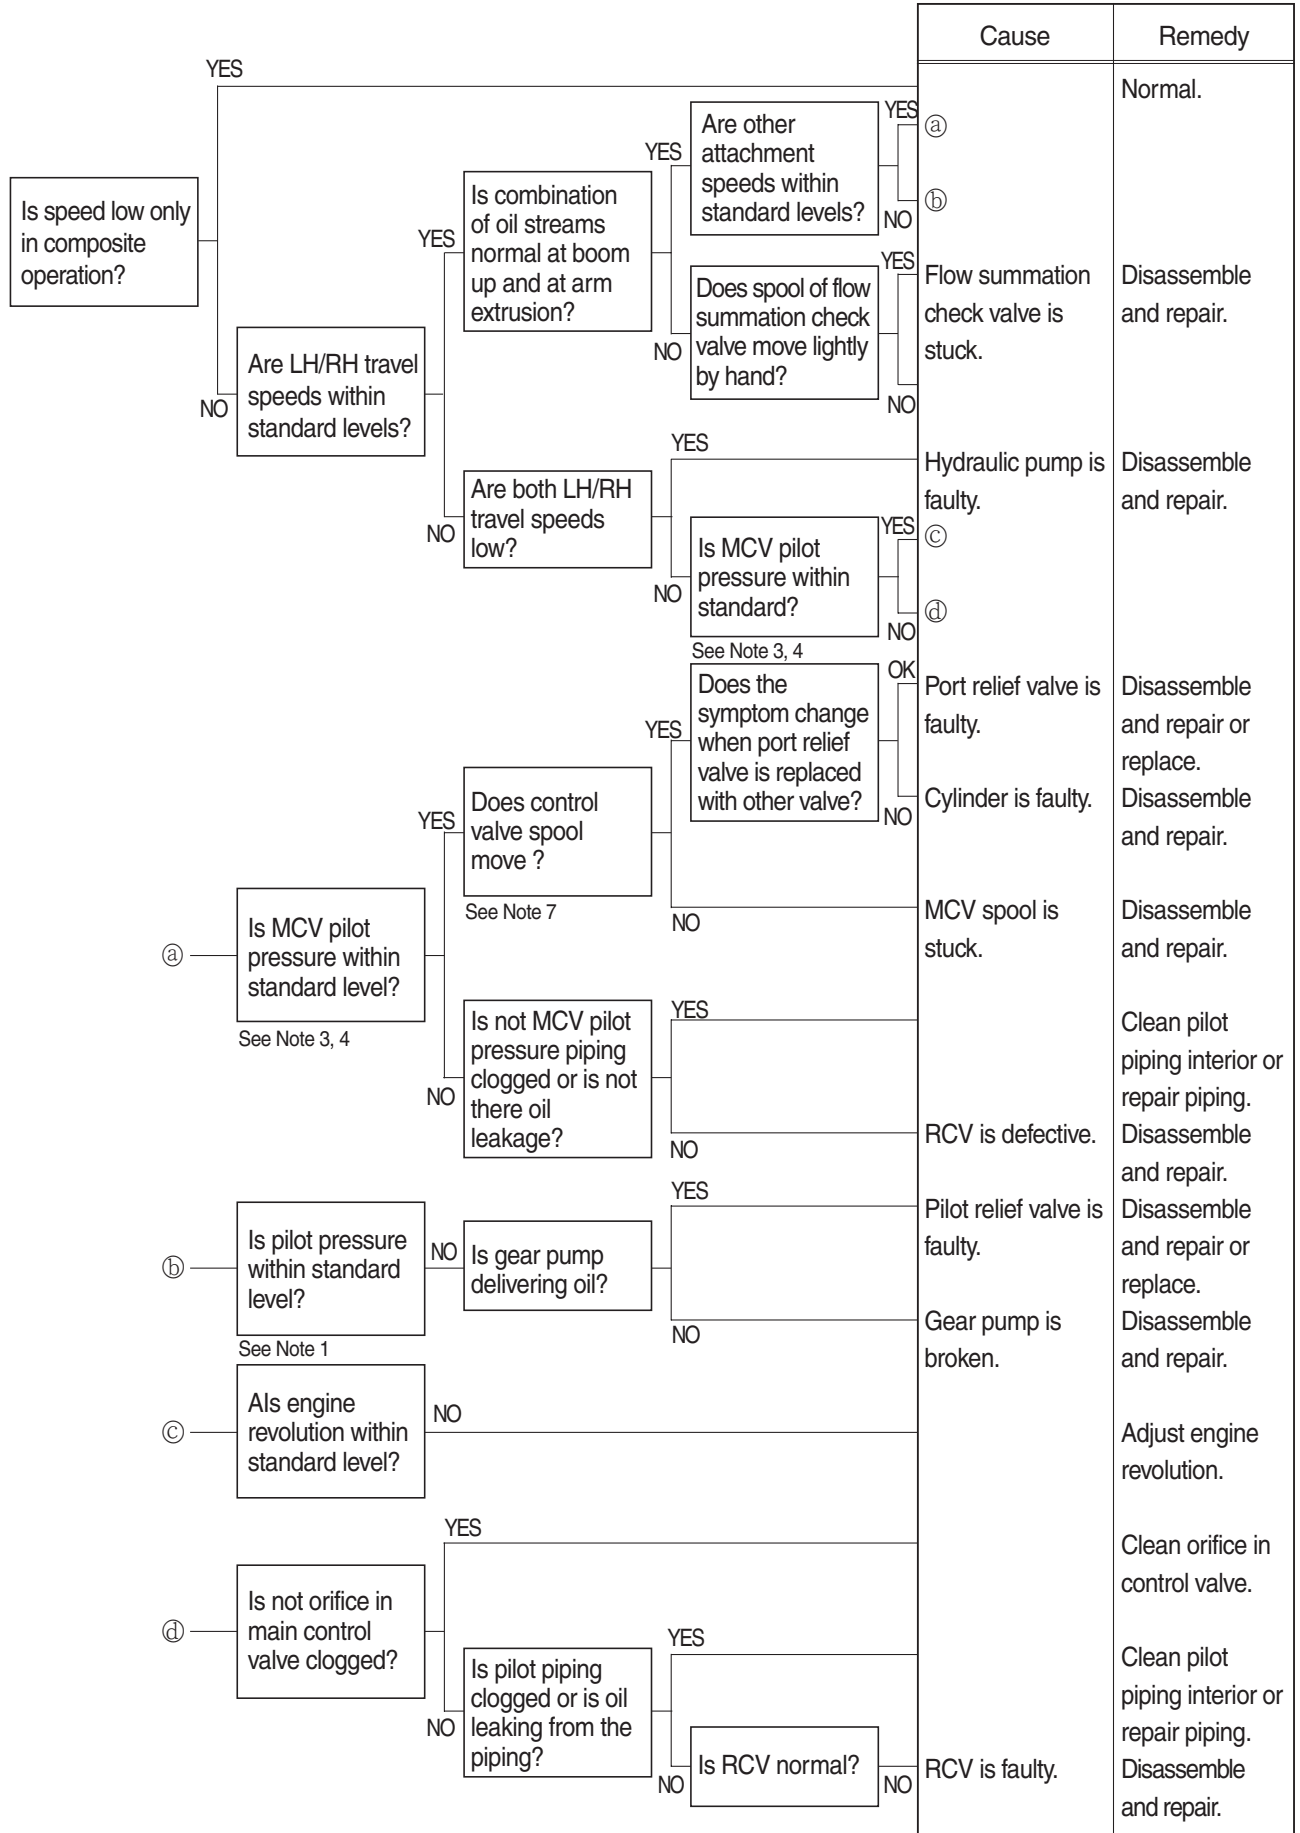 Cause
Remedy
YES
Normal.
Is speed low only
in composite
operation?
NO
Are LH/RH travel
speeds within
standard levels?
YES
Is combination
of oil streams
normal at boom
up and at arm
extrusion?
YES
Are other
attachment
speeds within
standard levels?
YES
ⓐ
NO
ⓑ
NO
Does spool of flow
summation check
valve move lightly
by hand?
YES
Flow summation
check valve is
stuck.
Disassemble
and repair.
NO
NO
Are both LH/RH
travel speeds
low?
YES
Hydraulic pump is
faulty.
Disassemble
and repair.
NO
Is MCV pilot
pressure within
standard?
See Note 3, 4
YES
ⓒ
NO
ⓓ
ⓐ
Is MCV pilot
pressure within
standard level?
See Note 3, 4
YES
Does control
valve spool
move ?
See Note 7
YES
Does the
symptom change
when port relief
valve is replaced
with other valve?
OK
Port relief valve is
faulty.
Disassemble
and repair or
replace.
NO
Cylinder is faulty.
Disassemble
and repair.
NO
MCV spool is
stuck.
Disassemble
and repair.
NO
Is not MCV pilot
pressure piping
clogged or is not
there oil
leakage?
YES
Clean pilot
piping interior or
repair piping.
NO
RCV is defective.
Disassemble
and repair.
ⓑ
Is pilot pressure
within standard
level?
See Note 1
NO
Is gear pump
delivering oil?
YES
Pilot relief valve is
faulty.
Disassemble
and repair or
replace.
NO
Gear pump is
broken.
Disassemble
and repair.
ⓒ
AIs engine
revolution within
standard level?
NO
Adjust engine
revolution.
ⓓ
Is not orifice in
main control
valve clogged?
YES
Clean orifice in
control valve.
NO
Is pilot piping
clogged or is oil
leaking from the
piping?
YES
Clean pilot
piping interior or
repair piping.
NO
Is RCV normal?
NO
RCV is faulty.
Disassemble
and repair.